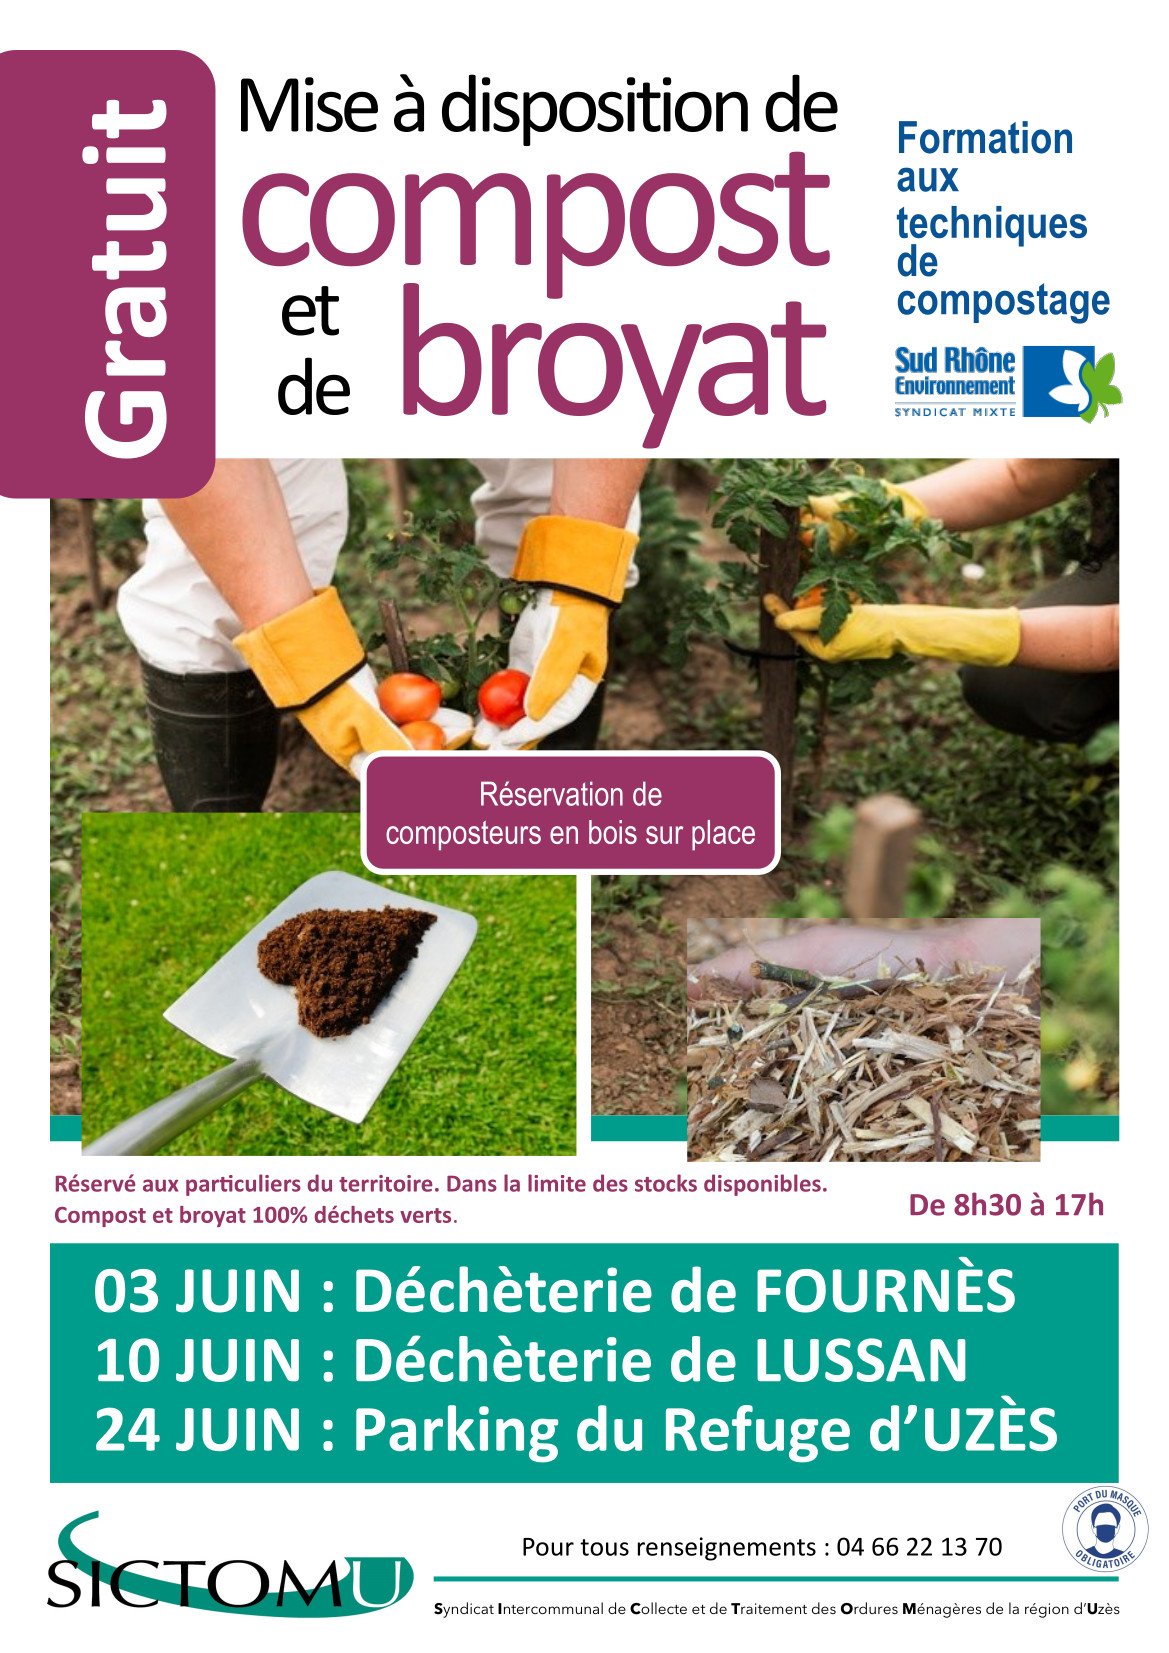 Gratuit
Mise à disposition de
compost
et
de
broyat
Formation
aux
techniques
de
compostage
Sud Rhône
Environnement
SYNDICAT MIXTE
Réservation de
composteurs en bois sur place
Réservé aux particuliers du territoire. Dans la limite des stocks disponibles.
Compost et broyat 100% déchets verts.
De 8h30 à 17h
03 JUIN : Déchèterie de FOURNÈS
10 JUIN : Déchèterie de LUSSAN
24 JUIN : Parking du Refuge d’UZÈS
PORT DU MASQUE
OBLIGATOIRE
SICTOMU
Pour tous renseignements : 04 66 22 13 70
Syndicat Intercommunal de Collecte et de Traitement des Ordures Ménagères de la région d’Uzès